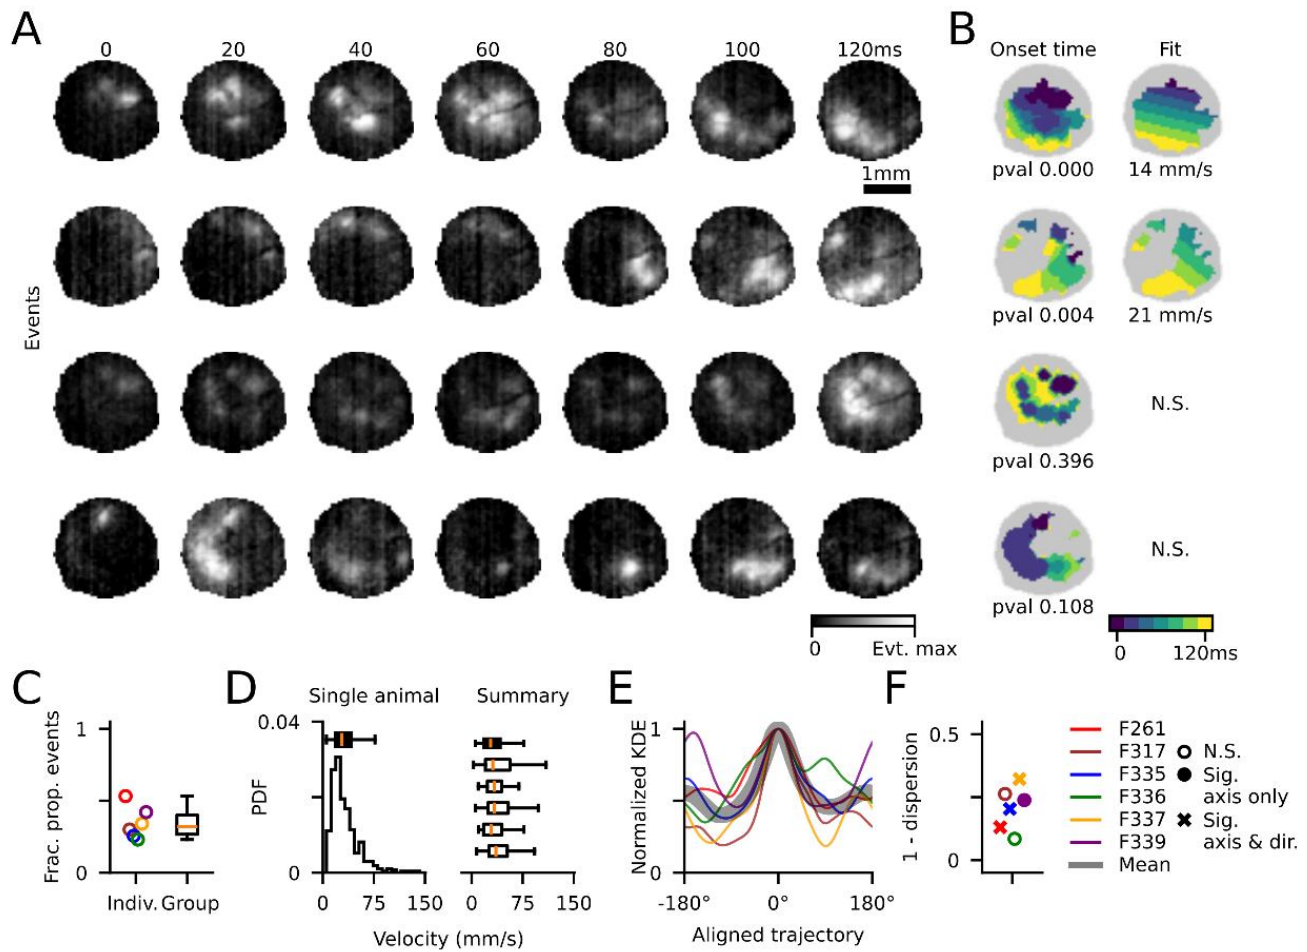 A
B
0 20 40 60 80 100 120ms
Onset time Fit
pval 0.000 14 mm/s
1mm
Events
pval 0.004 21 mm/s
N.S.
pval 0.396
N.S.
pval 0.108
0 Evt. max
0 120ms
C
Frac. prop. events
1
0
Indiv. Group
D
Single animal Summary
PDF
0.04
0
0 75 150 0 75 150
Velocity (mm/s)
E
Normalized KDE
1
0
-180° 0° 180°
Aligned trajectory
F
1 - dispersion
0.5
0
F261
F317 N.S.
F335 Sig.
F336 axis only
F337 Sig.
F339 axis & dir.
Mean